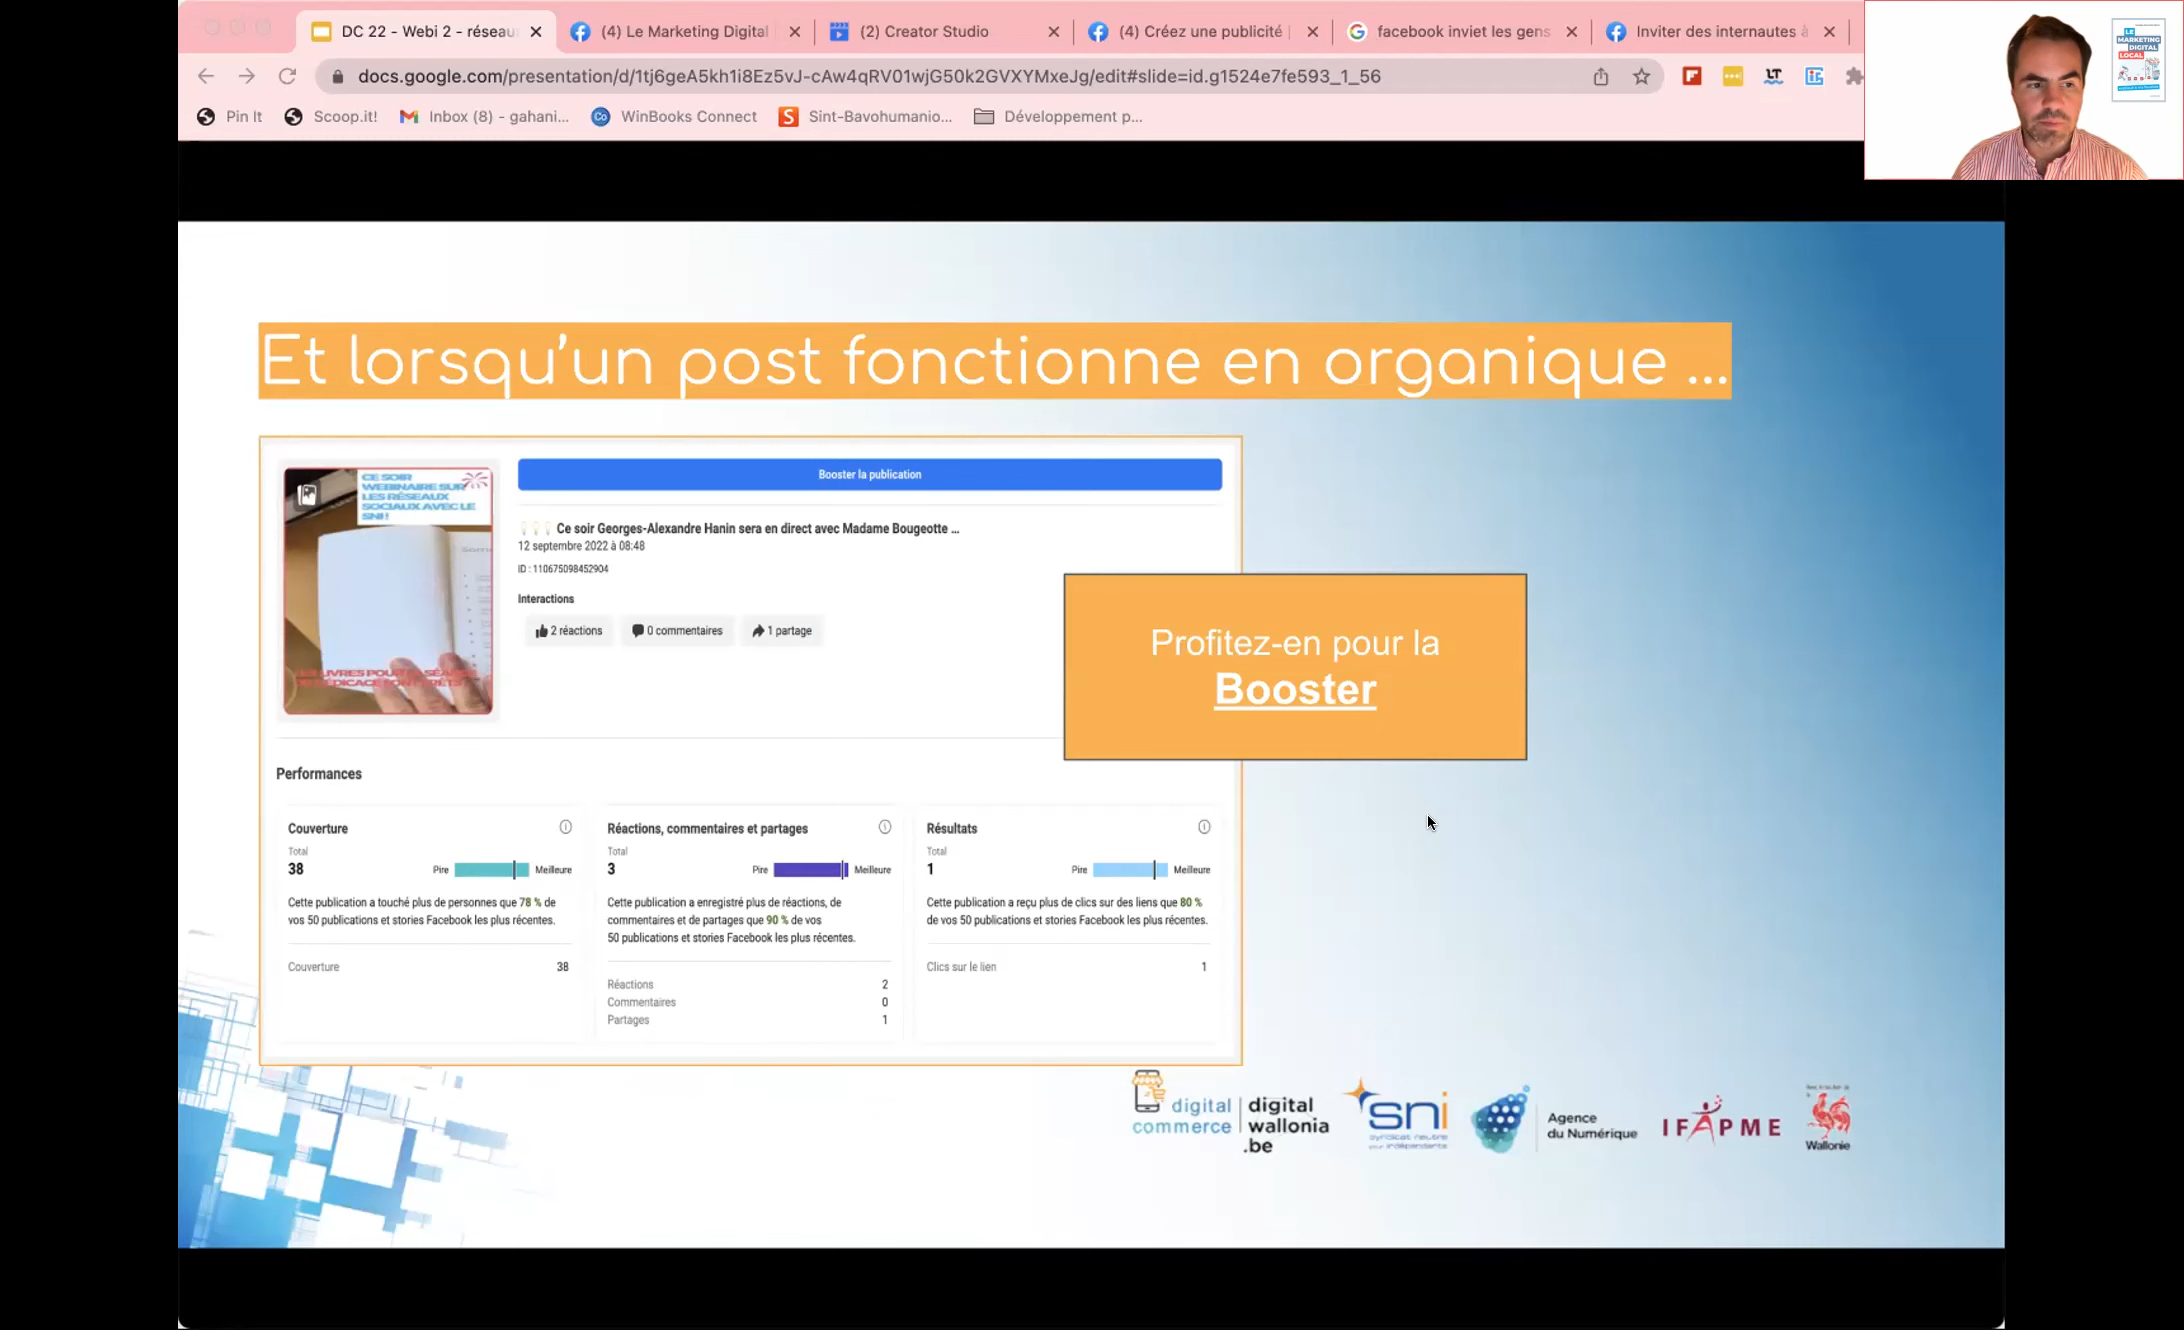 DC 22 - Webi 2 - réseau
(4) Le Marketing Digital
(2) Creator Studio
(4) Créez une publicité |
facebook inviet les gens
Inviter des internautes à
docs.google.com/presentation/d/1tj6geA5kh1i8Ez5vJ-cAw4qRV01wjG50k2GVXYMxeJg/edit#slide=id.g1524e7fe593_1_56
Pin It
Scoop.it!
Inbox (8) - gahani...
WinBooks Connect
Sint-Bavohumanio...
Développement p...
LE
MARKETING
DIGITAL
LOCAL
Et lorsqu'un post fonctionne en organique ...
CE SOIR
WEBINAIRE SUR
LES RÉSEAUX
SOCIAUX AVEC LE
SNI !
Booster la publication
Ce soir Georges-Alexandre Hanin sera en direct avec Madame Bougeotte ...
12 septembre 2022 à 08:48
ID : 110675098452904
Interactions
2 réactions
0 commentaires
1 partage
Profitez-en pour la
Booster
Performances
Couverture
Total
38
Pire
Meilleure
Cette publication a touché plus de personnes que 78 % de
vos 50 publications et stories Facebook les plus récentes.
Couverture
38
Réactions, commentaires et partages
Total
3
Pire
Meilleure
Cette publication a enregistré plus de réactions, de
commentaires et de partages que 90 % de vos
50 publications et stories Facebook les plus récentes.
Réactions
2
Commentaires
0
Partages
1
Résultats
Total
1
Pire
Meilleure
Cette publication a reçu plus de clics sur des liens que 80 %
de vos 50 publications et stories Facebook les plus récentes.
Clics sur le lien
1
digital
commerce
digital
wallonia
.be
sni
syndicat neutre
pour indépendants
Agence
du Numérique
IFAPME
Wallonie